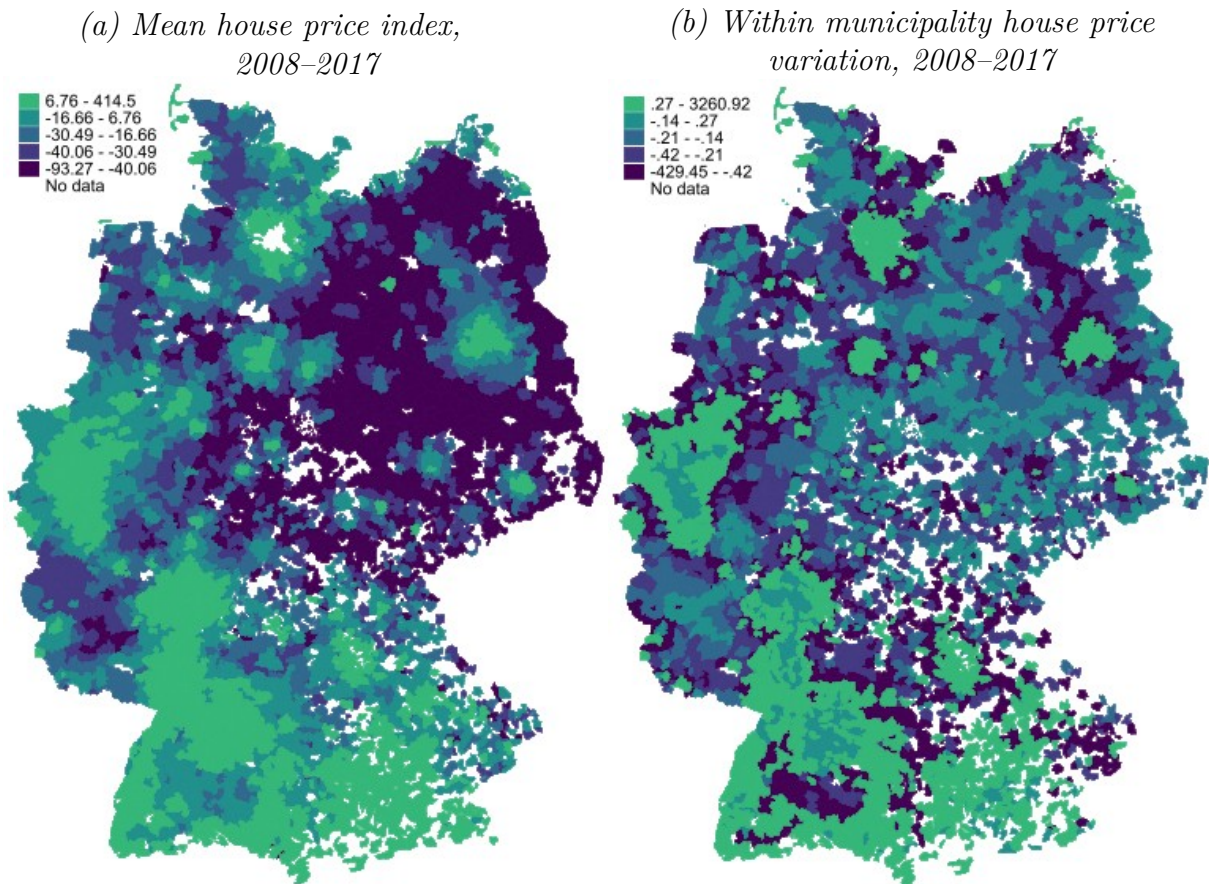 (a) Mean house price index,
2008–2017
6.76 - 414.5
-16.66 - 6.76
-30.49 - -16.66
-40.06 - -30.49
-93.27 - -40.06
No data
(b) Within municipality house price
variation, 2008–2017
.27 - 3260.92
-.14 - .27
-.21 - -.14
-.42 - -.21
-429.45 - -.42
No data